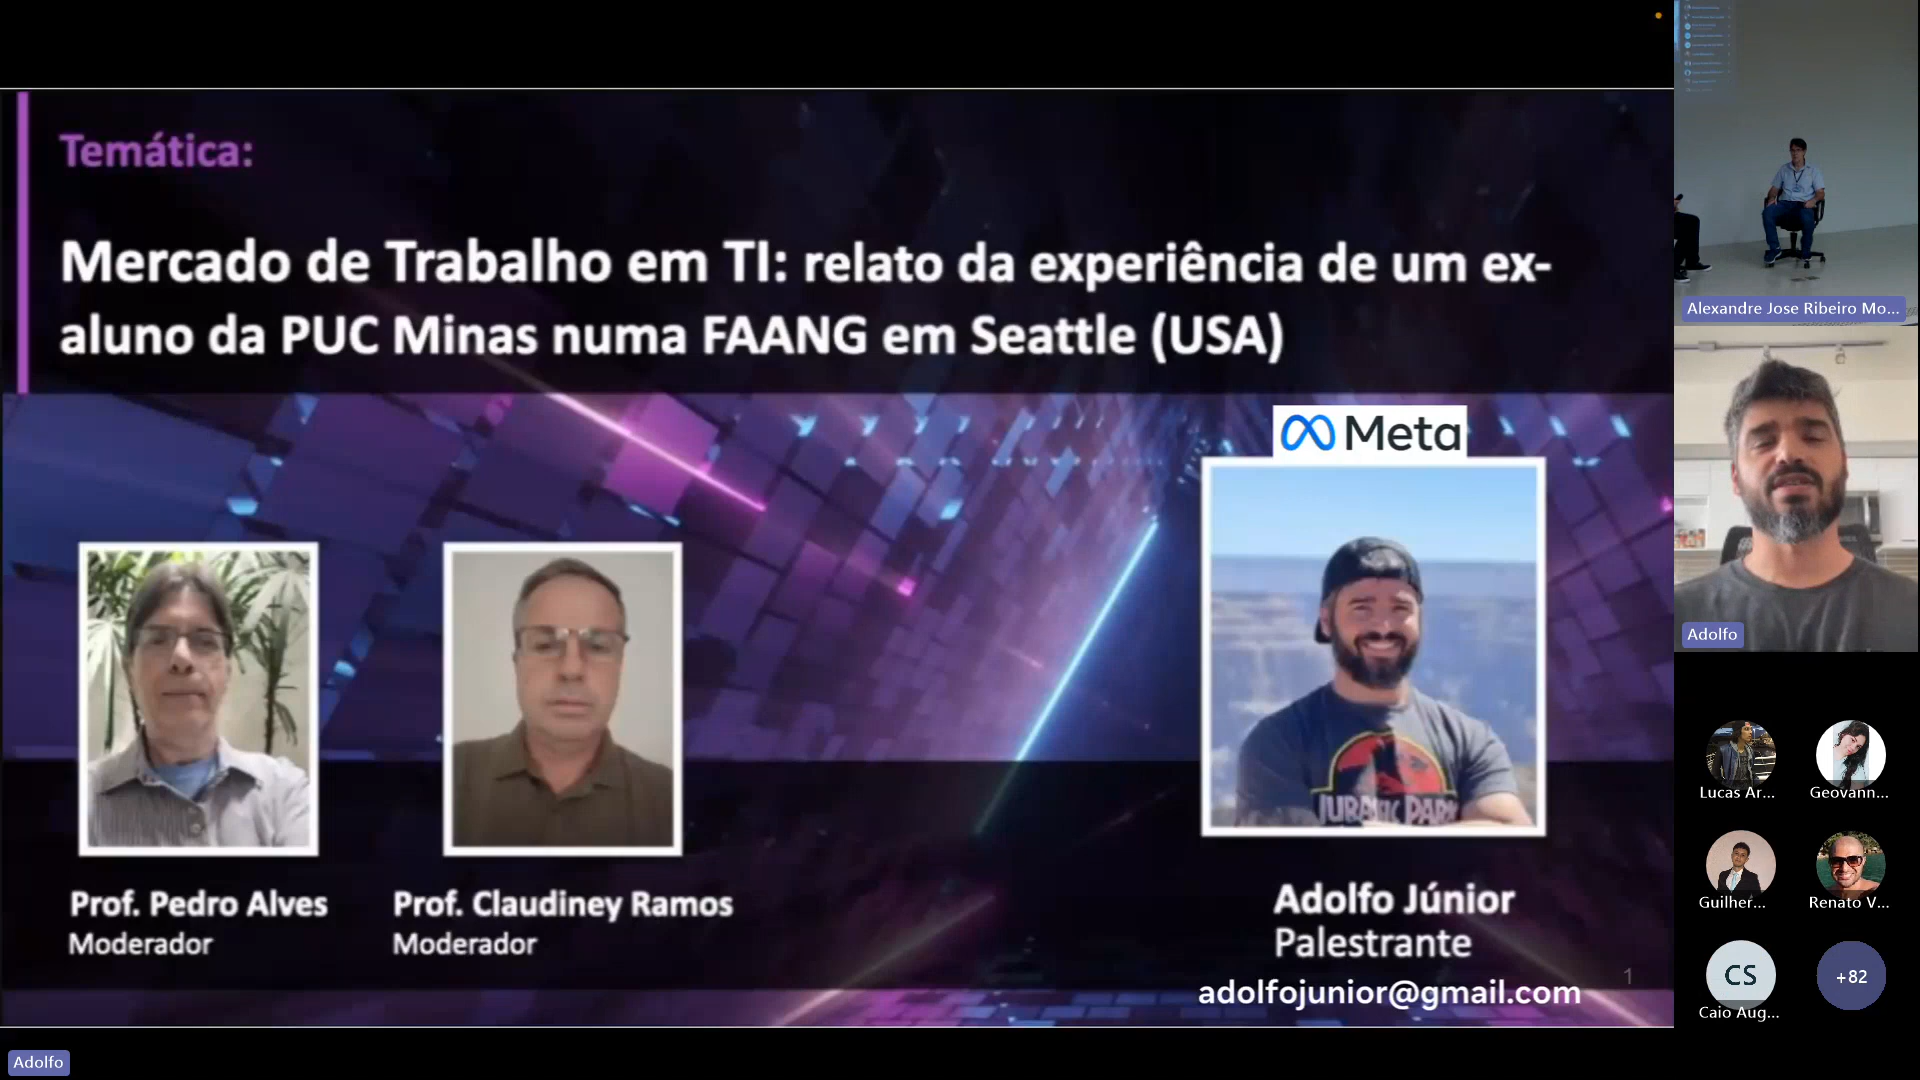 Temática:
Mercado de Trabalho em TI: relato da experiência de um ex-
aluno da PUC Minas numa FAANG em Seattle (USA)
Meta
JURASSIC PARK
Prof. Pedro Alves
Moderador
Prof. Claudiney Ramos
Moderador
Adolfo Júnior
Palestrante
adolfojunior@gmail.com
1
Adolfo
Alexandre Jose Ribeiro Mo...
Adolfo
Lucas Ar...
Geovann...
Guilher...
Renato V...
CS
Caio Aug...
+82